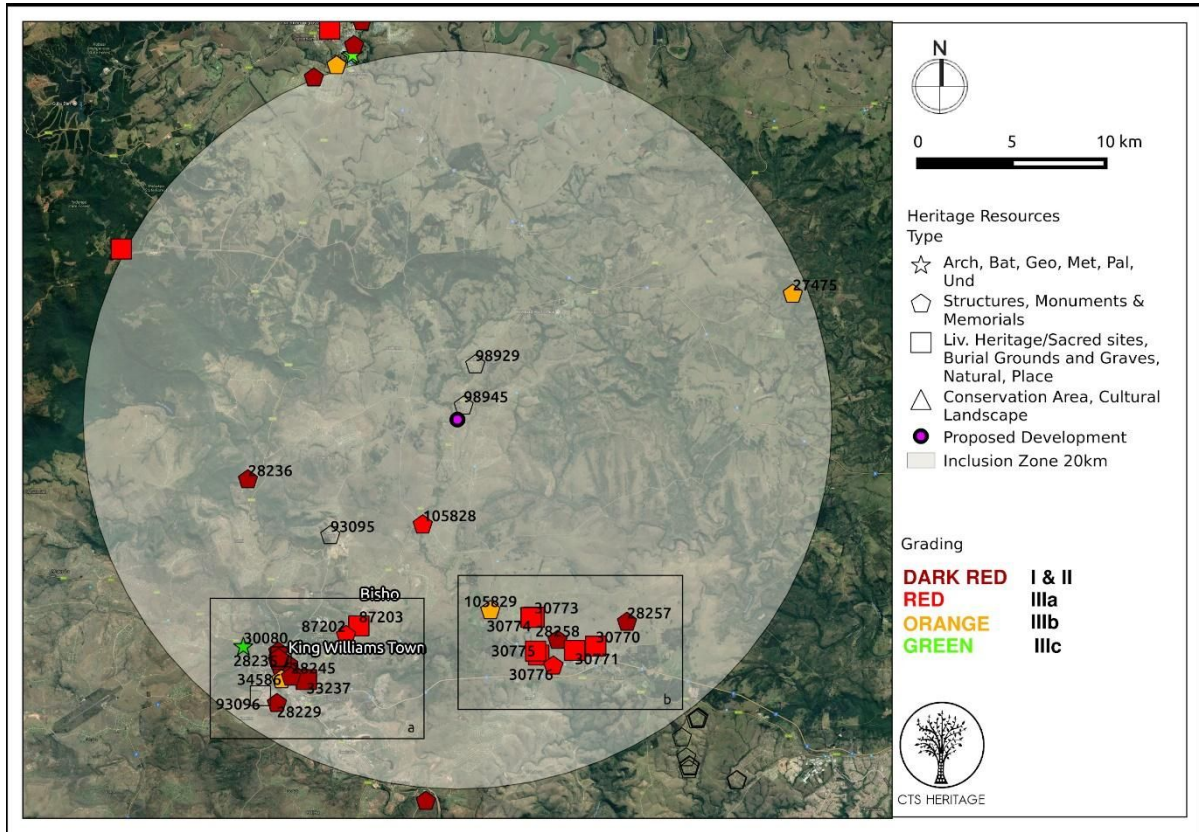 98929
98945
27475
28236
93095
105828
Bisho
87203
87202
30080
King Williams Town
28235
28245
34586
33237
93096
28229
a
105829
30773
28257
30774
28258
30770
30775
30771
30776
b
N
0 5 10 km
Heritage Resources
Type
Arch, Bat, Geo, Met, Pal,
Und
Structures, Monuments &
Memorials
Liv. Heritage/Sacred sites,
Burial Grounds and Graves,
Natural, Place
Conservation Area, Cultural
Landscape
Proposed Development
Inclusion Zone 20km
Grading
DARK RED I & II
RED IIIa
ORANGE IIIb
GREEN IIIc
CTS HERITAGE